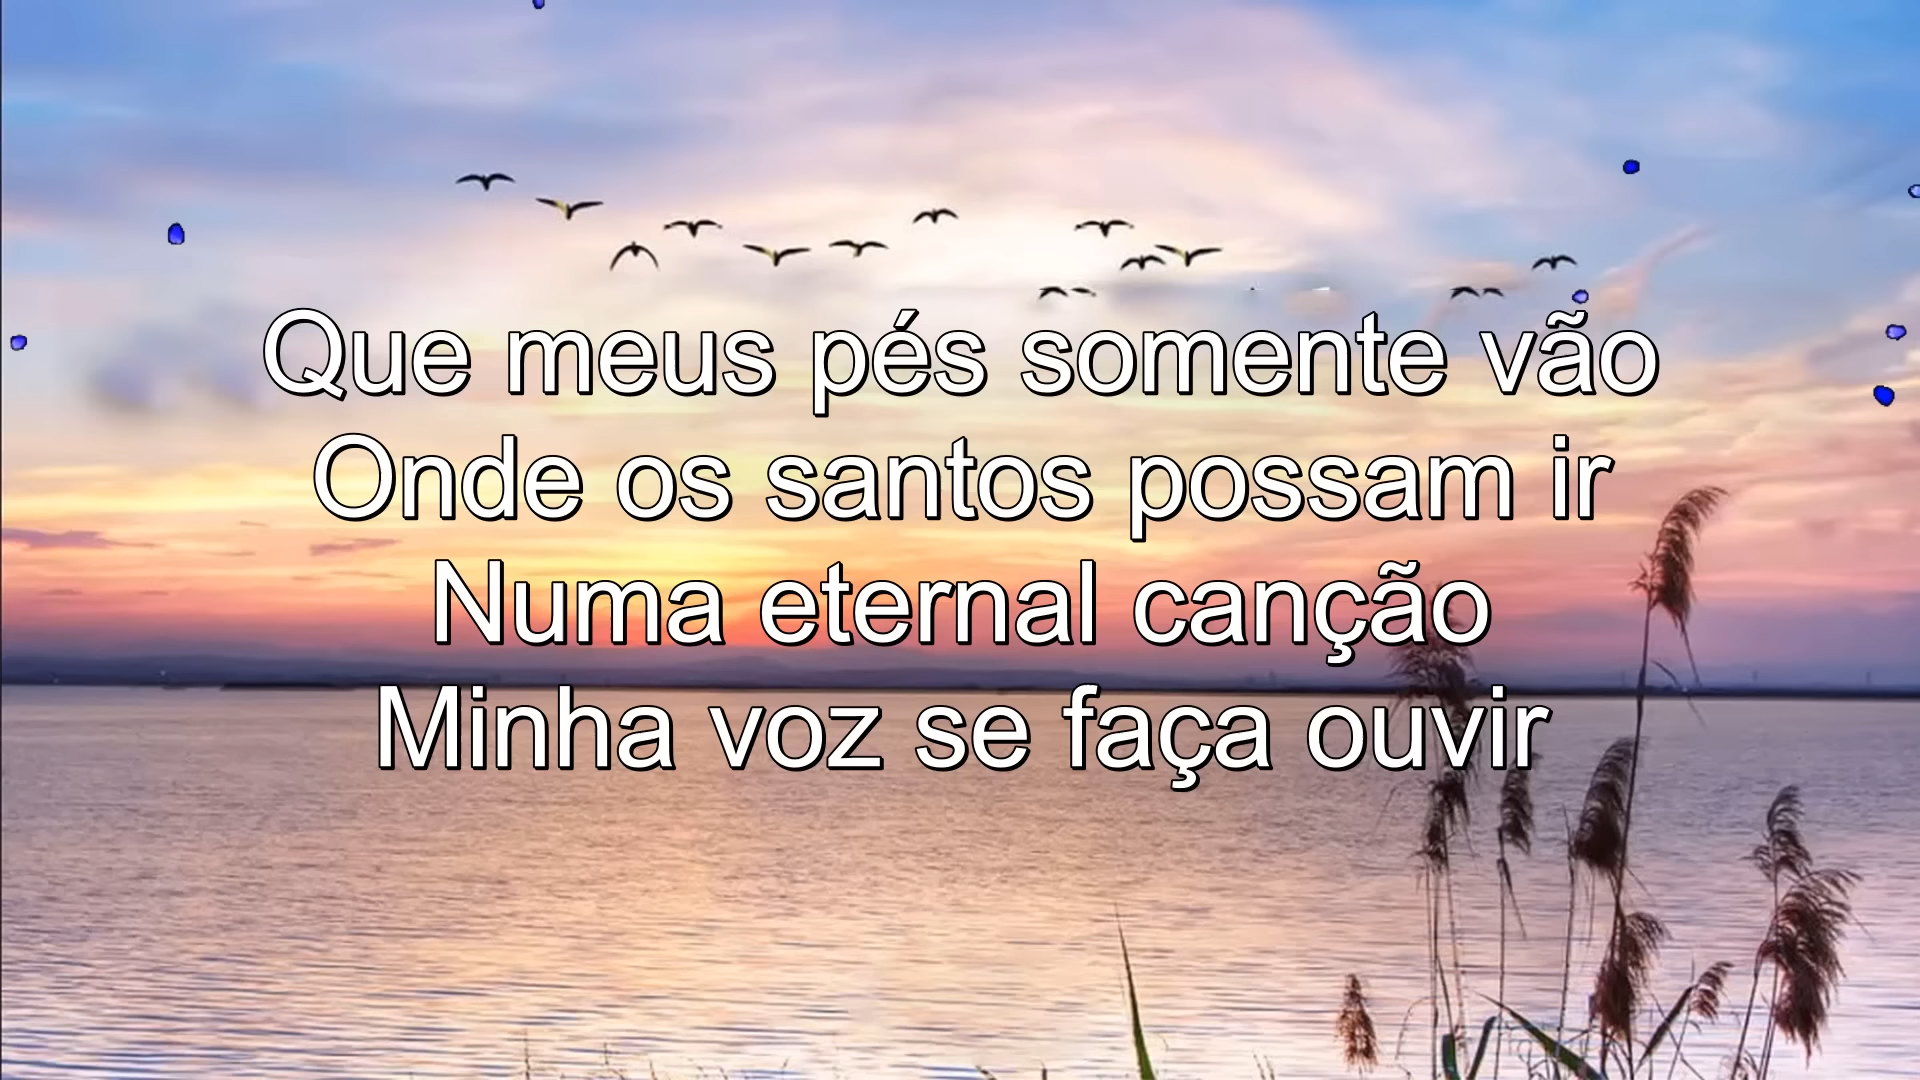 Que meus pés somente vão
Onde os santos possam ir
Numa eternal canção
Minha voz se faça ouvir